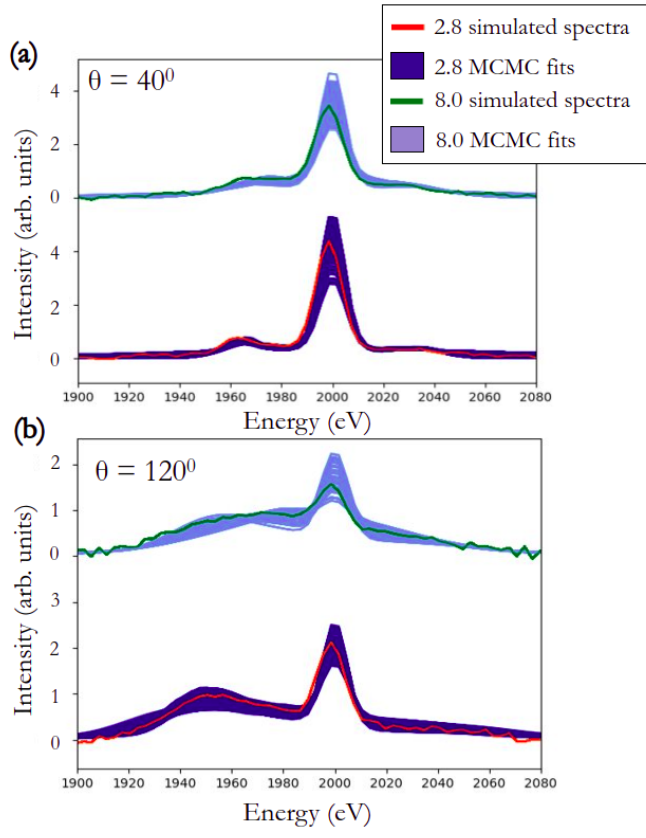 2.8 simulated spectra
2.8 MCMC fits
8.0 simulated spectra
8.0 MCMC fits
(a)
θ = 40⁰
4
2
0
4
2
0
Intensity (arb. units)
1900 1920 1940 1960 1980 2000 2020 2040 2060 2080
Energy (eV)
(b)
θ = 120⁰
2
1
0
3
2
1
0
Intensity (arb. units)
1900 1920 1940 1960 1980 2000 2020 2040 2060 2080
Energy (eV)